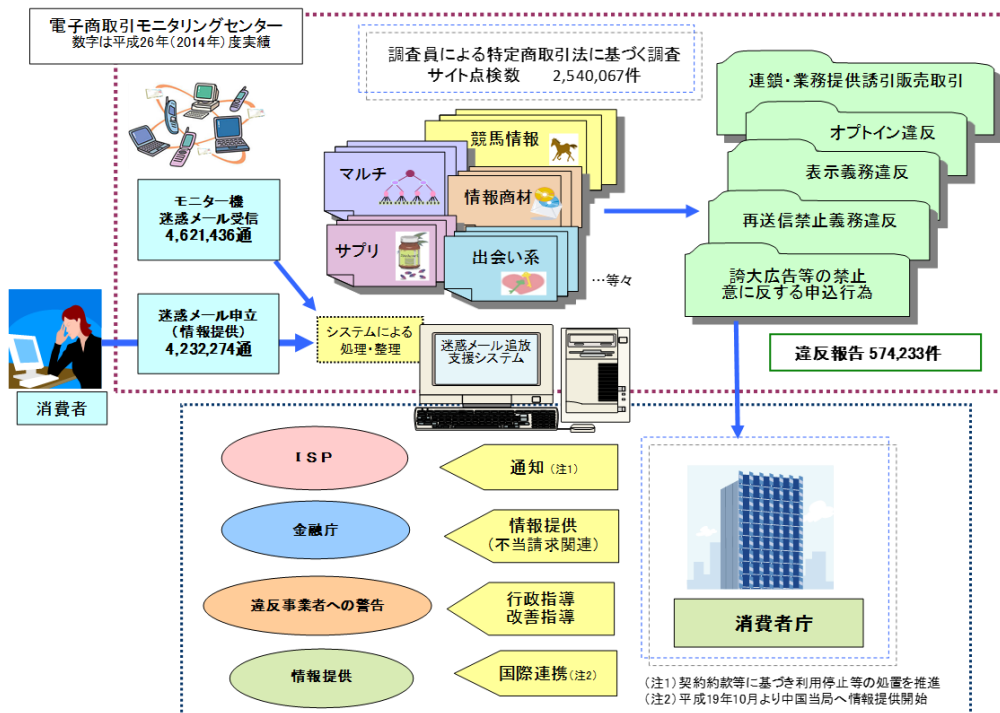 電子商取引モニタリングセンター
数字は平成26年(2014年)度実績
調査員による特定商取引法に基づく調査
サイト点検数 2,540,067件
連鎖・業務提供誘引販売取引
オプトイン違反
表示義務違反
再送信禁止義務違反
誇大広告等の禁止
意に反する申込行為
競馬情報
マルチ
情報商材
サプリ
出会い系
…等々
モニター機
迷惑メール受信
4,621,436通
迷惑メール申立
(情報提供)
4,232,274通
システムによる
処理・整理
迷惑メール追放
支援システム
違反報告 574,233件
消費者
ISP
通知(注1)
金融庁
情報提供
(不当請求関連)
違反事業者への警告
行政指導
改善指導
情報提供
国際連携(注2)
消費者庁
(注1)契約約款等に基づき利用停止等の処置を推進
(注2)平成19年10月より中国当局へ情報提供開始